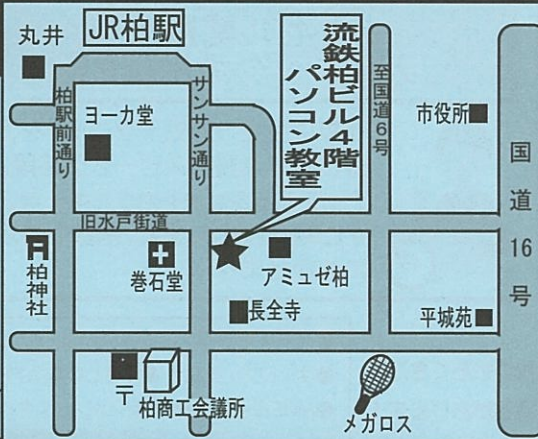 丸井
JR柏駅
流鉄柏ビル4階
パソコン教室
至国道6号
市役所
国道16号
柏駅前通り
ヨーカ堂
サンサン通り
旧水戸街道
柏神社
巻石堂
アミュゼ柏
長全寺
平城苑
〒
柏商工会議所
メガロス